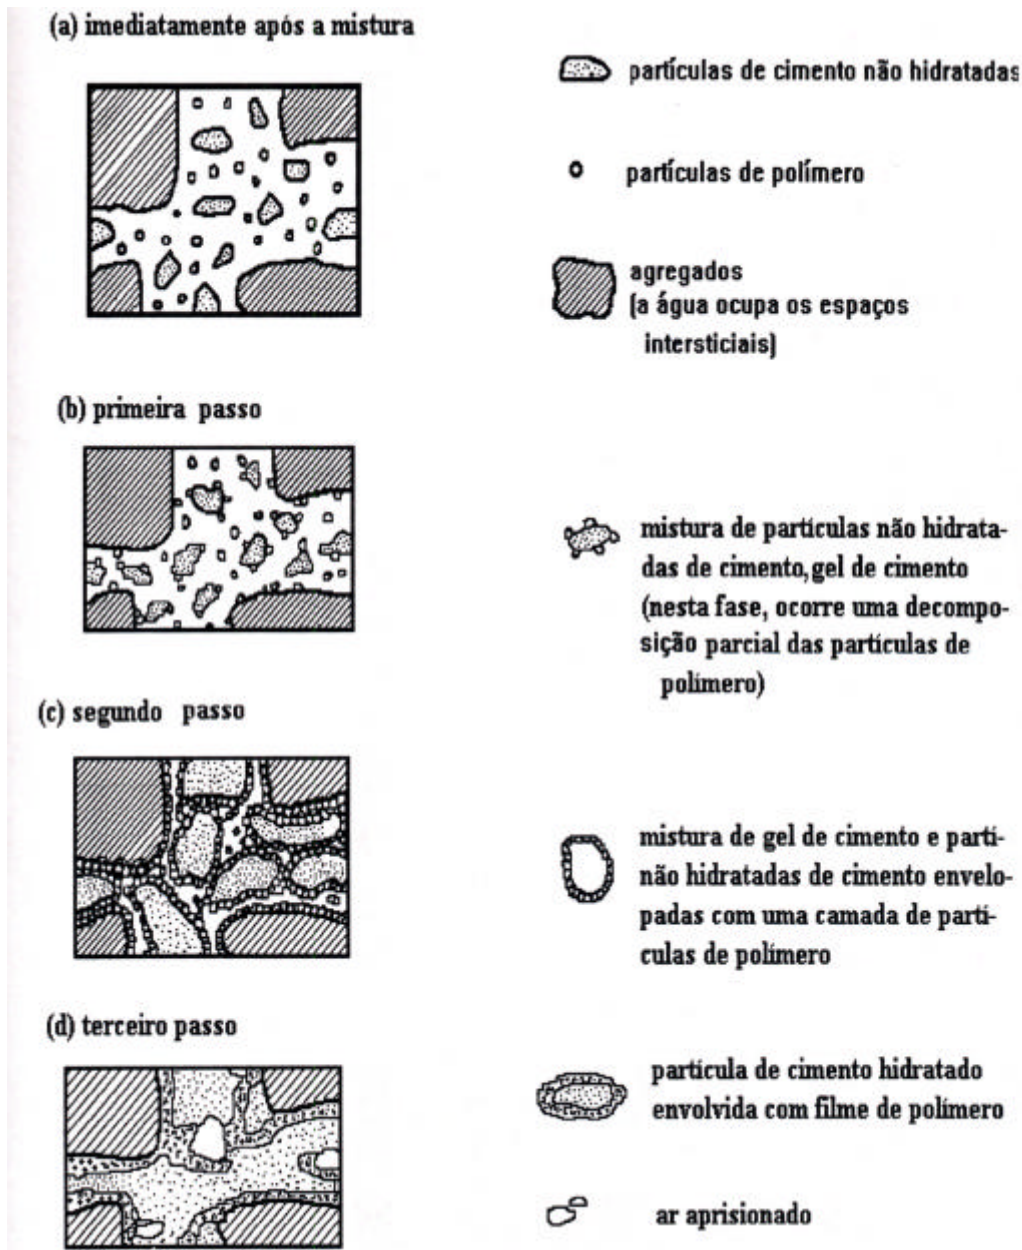 (a) imediatamente após a mistura
partículas de cimento não hidratadas
partículas de polímero
agregados
(a água ocupa os espaços
intersticiais)
(b) primeira passo
mistura de partículas não hidrata-
das de cimento,gel de cimento
(nesta fase, ocorre uma decompo-
sição parcial das partículas de
polímero)
(c) segundo passo
mistura de gel de cimento e partí-
não hidratadas de cimento envelo-
padas com uma camada de partí-
culas de polímero
(d) terceiro passo
partícula de cimento hidratado
envolvida com filme de polímero
ar aprisionado